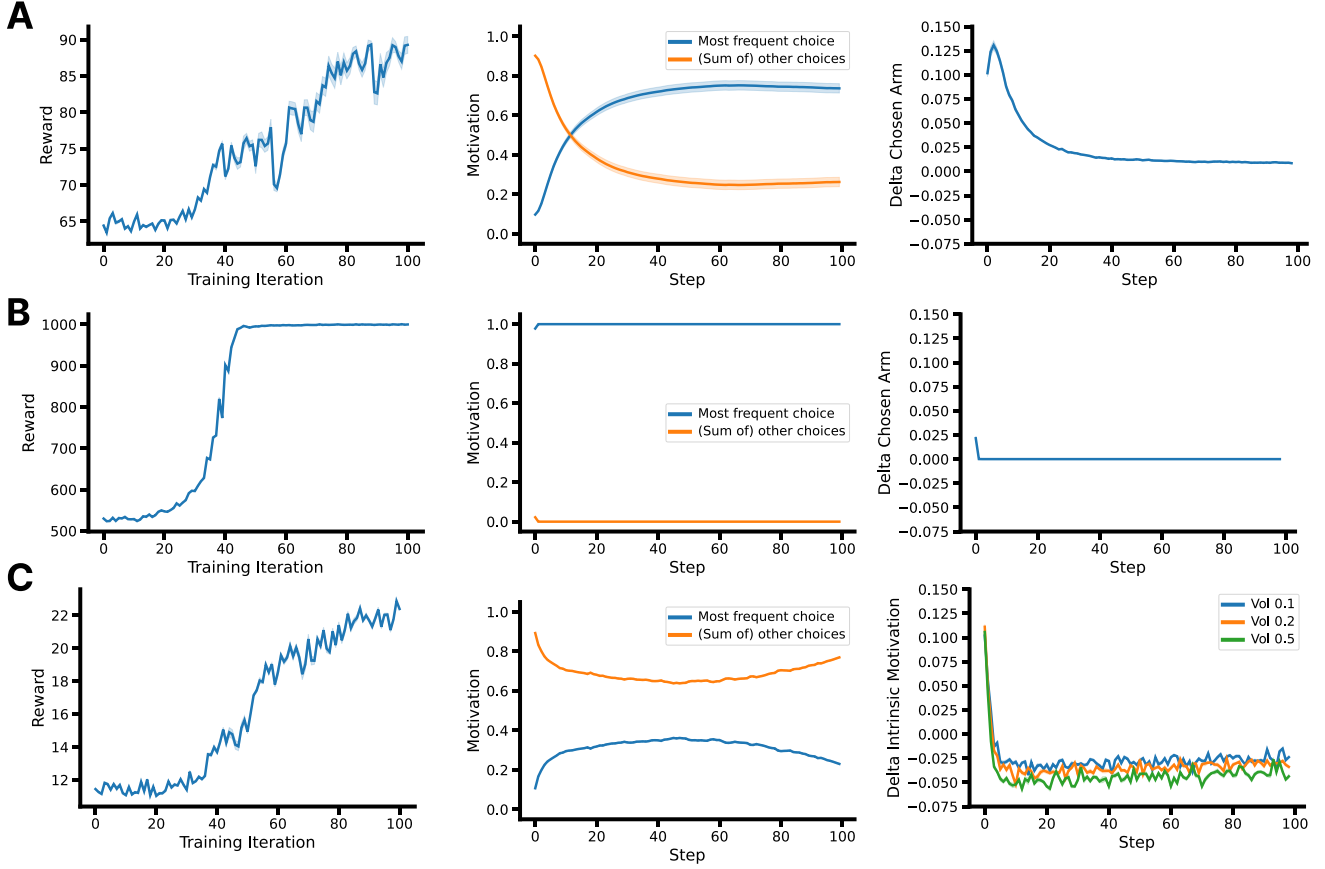 A
Reward
90
85
80
75
70
65
0 20 40 60 80 100
Training Iteration
Motivation
1.0
0.8
0.6
0.4
0.2
0.0
Most frequent choice
(Sum of) other choices
0 20 40 60 80 100
Step
Delta Chosen Arm
0.150
0.125
0.100
0.075
0.050
0.025
0.000
−0.025
−0.050
−0.075
0 20 40 60 80 100
Step
B
Reward
1000
900
800
700
600
500
0 20 40 60 80 100
Training Iteration
Motivation
1.0
0.8
0.6
0.4
0.2
0.0
Most frequent choice
(Sum of) other choices
0 20 40 60 80 100
Step
Delta Chosen Arm
0.150
0.125
0.100
0.075
0.050
0.025
0.000
−0.025
−0.050
−0.075
0 20 40 60 80 100
Step
C
Reward
22
20
18
16
14
12
0 20 40 60 80 100
Training Iteration
Motivation
1.0
0.8
0.6
0.4
0.2
0.0
Most frequent choice
(Sum of) other choices
0 20 40 60 80 100
Step
Delta Intrinsic Motivation
0.150
0.125
0.100
0.075
0.050
0.025
0.000
−0.025
−0.050
−0.075
Vol 0.1
Vol 0.2
Vol 0.5
0 20 40 60 80 100
Step